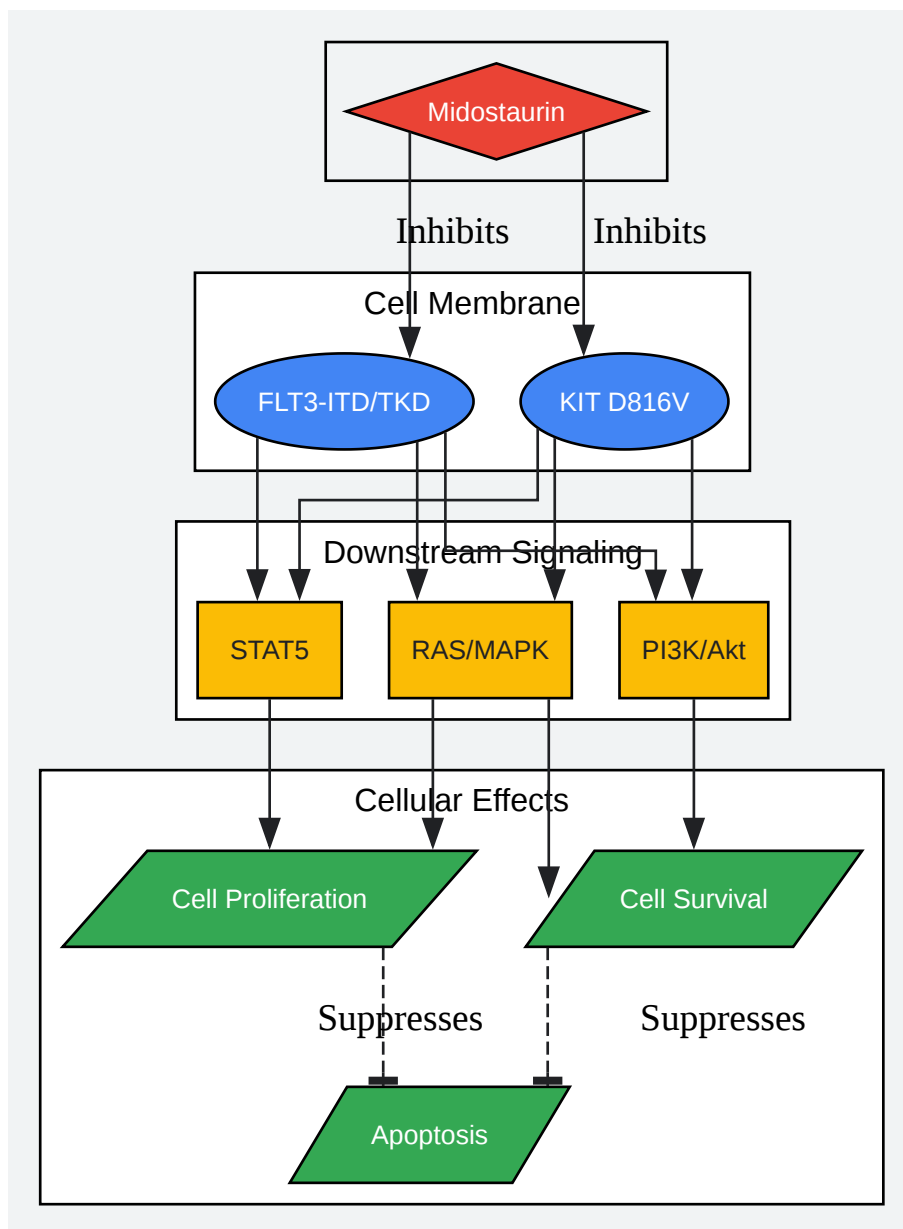 Midostaurin
Inhibits
Inhibits
Cell Membrane
FLT3-ITD/TKD
KIT D816V
Downstream Signaling
STAT5
RAS/MAPK
PI3K/Akt
Cellular Effects
Cell Proliferation
Cell Survival
Suppresses
Suppresses
Apoptosis